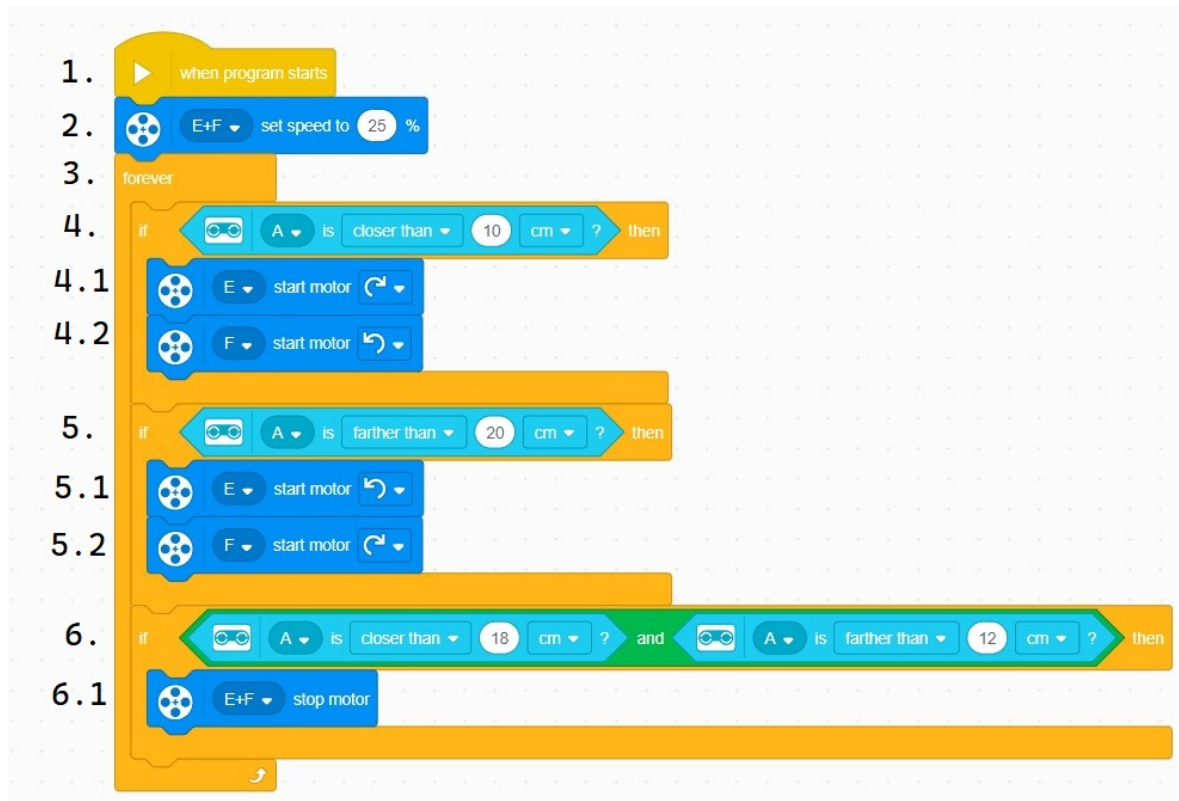 1. when program starts
2. E+F set speed to 25 %
3. forever
4. if A is closer than 10 cm ? then
4.1 E start motor
4.2 F start motor
5. if A is farther than 20 cm ? then
5.1 E start motor
5.2 F start motor
6. if A is closer than 18 cm ? and A is farther than 12 cm ? then
6.1 E+F stop motor